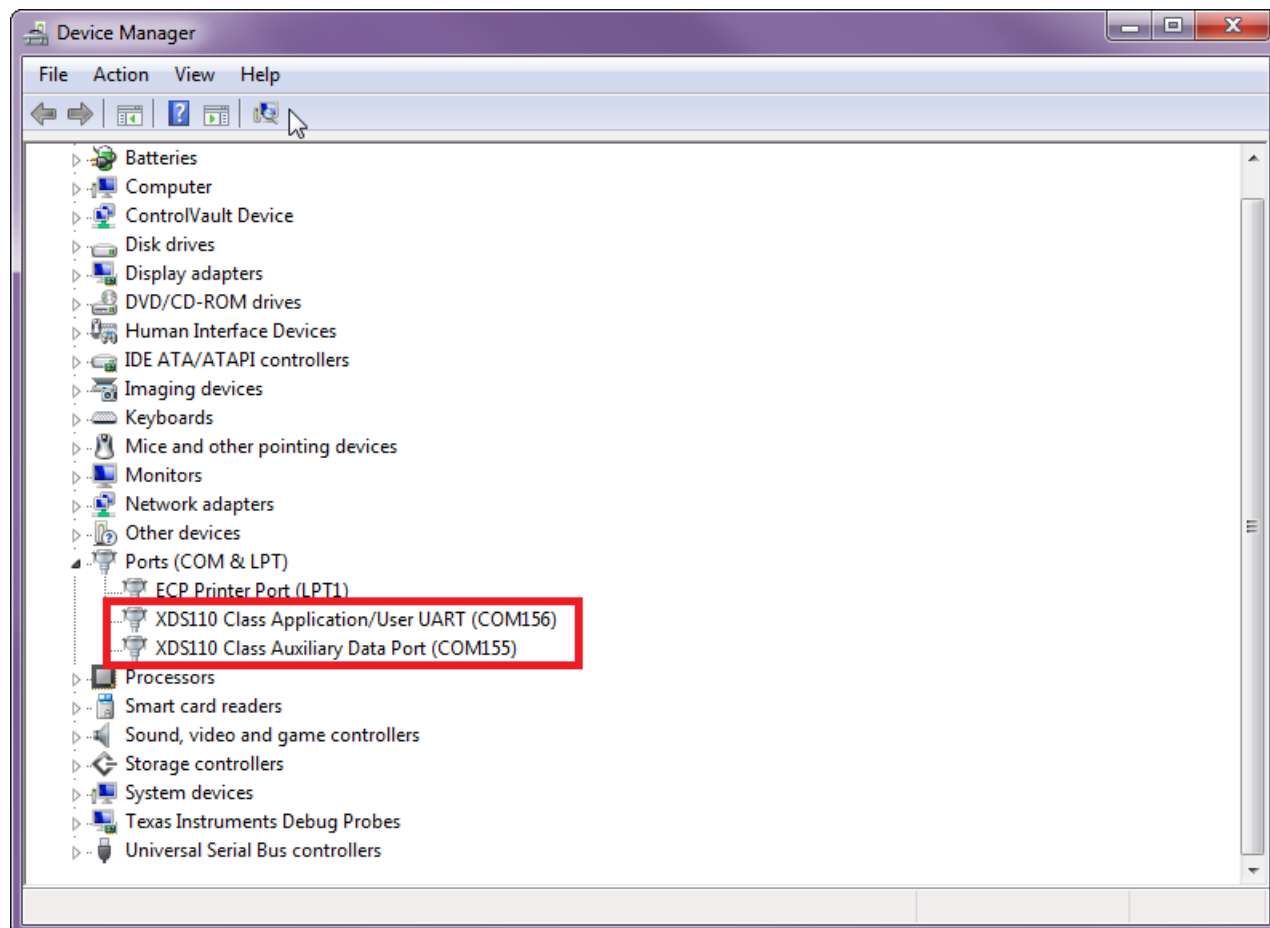 Device Manager
File Action View Help
Batteries
Computer
ControlVault Device
Disk drives
Display adapters
DVD/CD-ROM drives
Human Interface Devices
IDE ATA/ATAPI controllers
Imaging devices
Keyboards
Mice and other pointing devices
Monitors
Network adapters
Other devices
Ports (COM & LPT)
ECP Printer Port (LPT1)
XDS110 Class Application/User UART (COM156)
XDS110 Class Auxiliary Data Port (COM155)
Processors
Smart card readers
Sound, video and game controllers
Storage controllers
System devices
Texas Instruments Debug Probes
Universal Serial Bus controllers